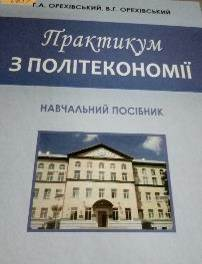 Г.А. ОРЕХІВСЬКИЙ, В.Г. ОРЕХІВСЬКИЙ
Практикум
З ПОЛІТЕКОНОМІЇ
НАВЧАЛЬНИЙ ПОСІБНИК